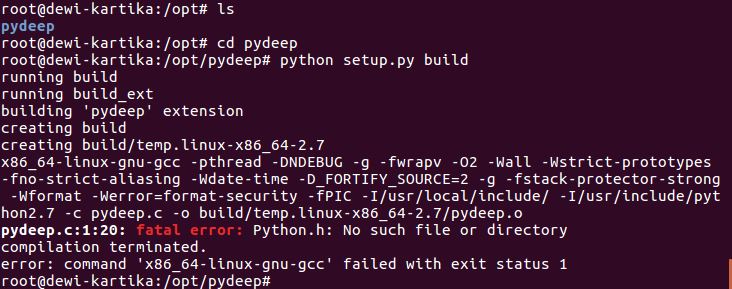 root@dewi-kartika:/opt# ls
pydeep
root@dewi-kartika:/opt# cd pydeep
root@dewi-kartika:/opt/pydeep# python setup.py build
running build
running build_ext
building 'pydeep' extension
creating build
creating build/temp.linux-x86_64-2.7
x86_64-linux-gnu-gcc -pthread -DNDEBUG -g -fwrapv -O2 -Wall -Wstrict-prototypes
-fno-strict-aliasing -Wdate-time -D_FORTIFY_SOURCE=2 -g -fstack-protector-strong
-Wformat -Werror=format-security -fPIC -I/usr/local/include/ -I/usr/include/pyt
hon2.7 -c pydeep.c -o build/temp.linux-x86_64-2.7/pydeep.o
pydeep.c:1:20: fatal error: Python.h: No such file or directory
compilation terminated.
error: command 'x86_64-linux-gnu-gcc' failed with exit status 1
root@dewi-kartika:/opt/pydeep#